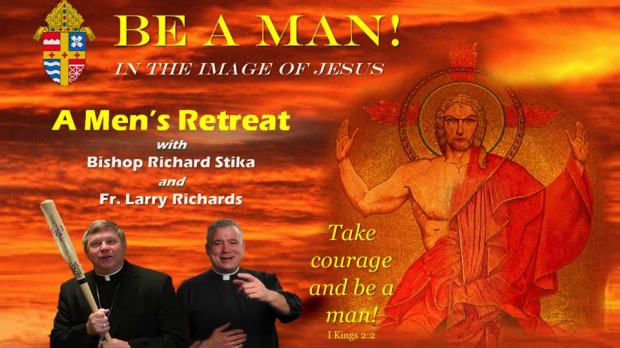 BE A MAN!
IN THE IMAGE OF JESUS
A Men's Retreat
with
Bishop Richard Stika
and
Fr. Larry Richards
Take
courage
and be a
man!
I Kings 2:2